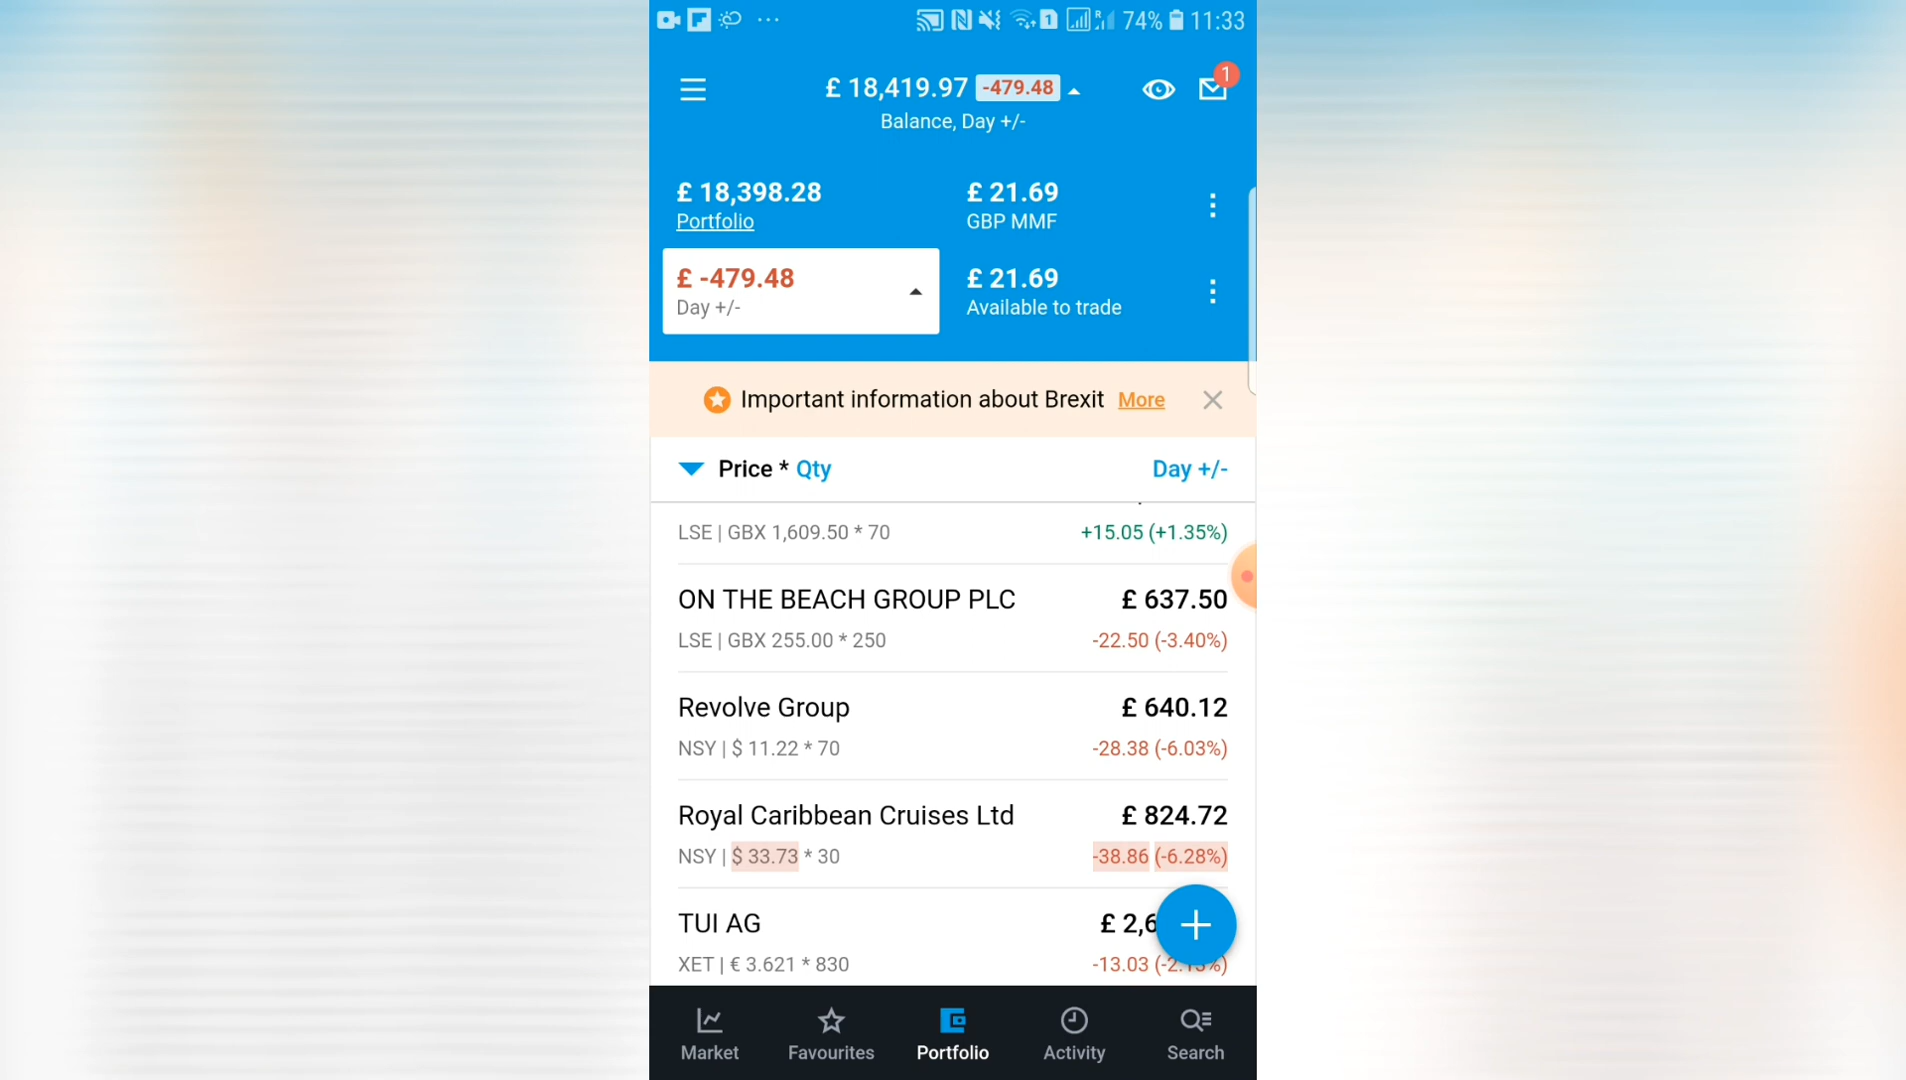 74% 11:33
£ 18,419.97 -479.48
1
Balance, Day +/-
£ 18,398.28 £ 21.69
Portfolio GBP MMF
£ -479.48 £ 21.69
Day +/- Available to trade
Important information about Brexit More
Price * Qty Day +/-
LSE | GBX 1,609.50 * 70 +15.05 (+1.35%)
ON THE BEACH GROUP PLC £ 637.50
LSE | GBX 255.00 * 250 -22.50 (-3.40%)
Revolve Group £ 640.12
NSY | $ 11.22 * 70 -28.38 (-6.03%)
Royal Caribbean Cruises Ltd £ 824.72
NSY | $ 33.73 * 30 -38.86 (-6.28%)
TUI AG £ 2,6
XET | € 3.621 * 830 -13.03
Market Favourites Portfolio Activity Search